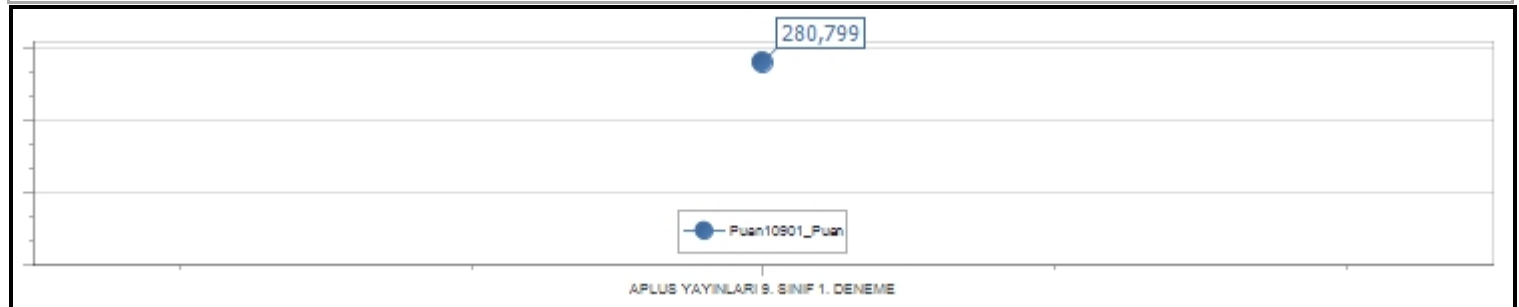 280,799
Puan10901_Puan
APLUS YAYINLARI 9. SINIF 1. DENEME